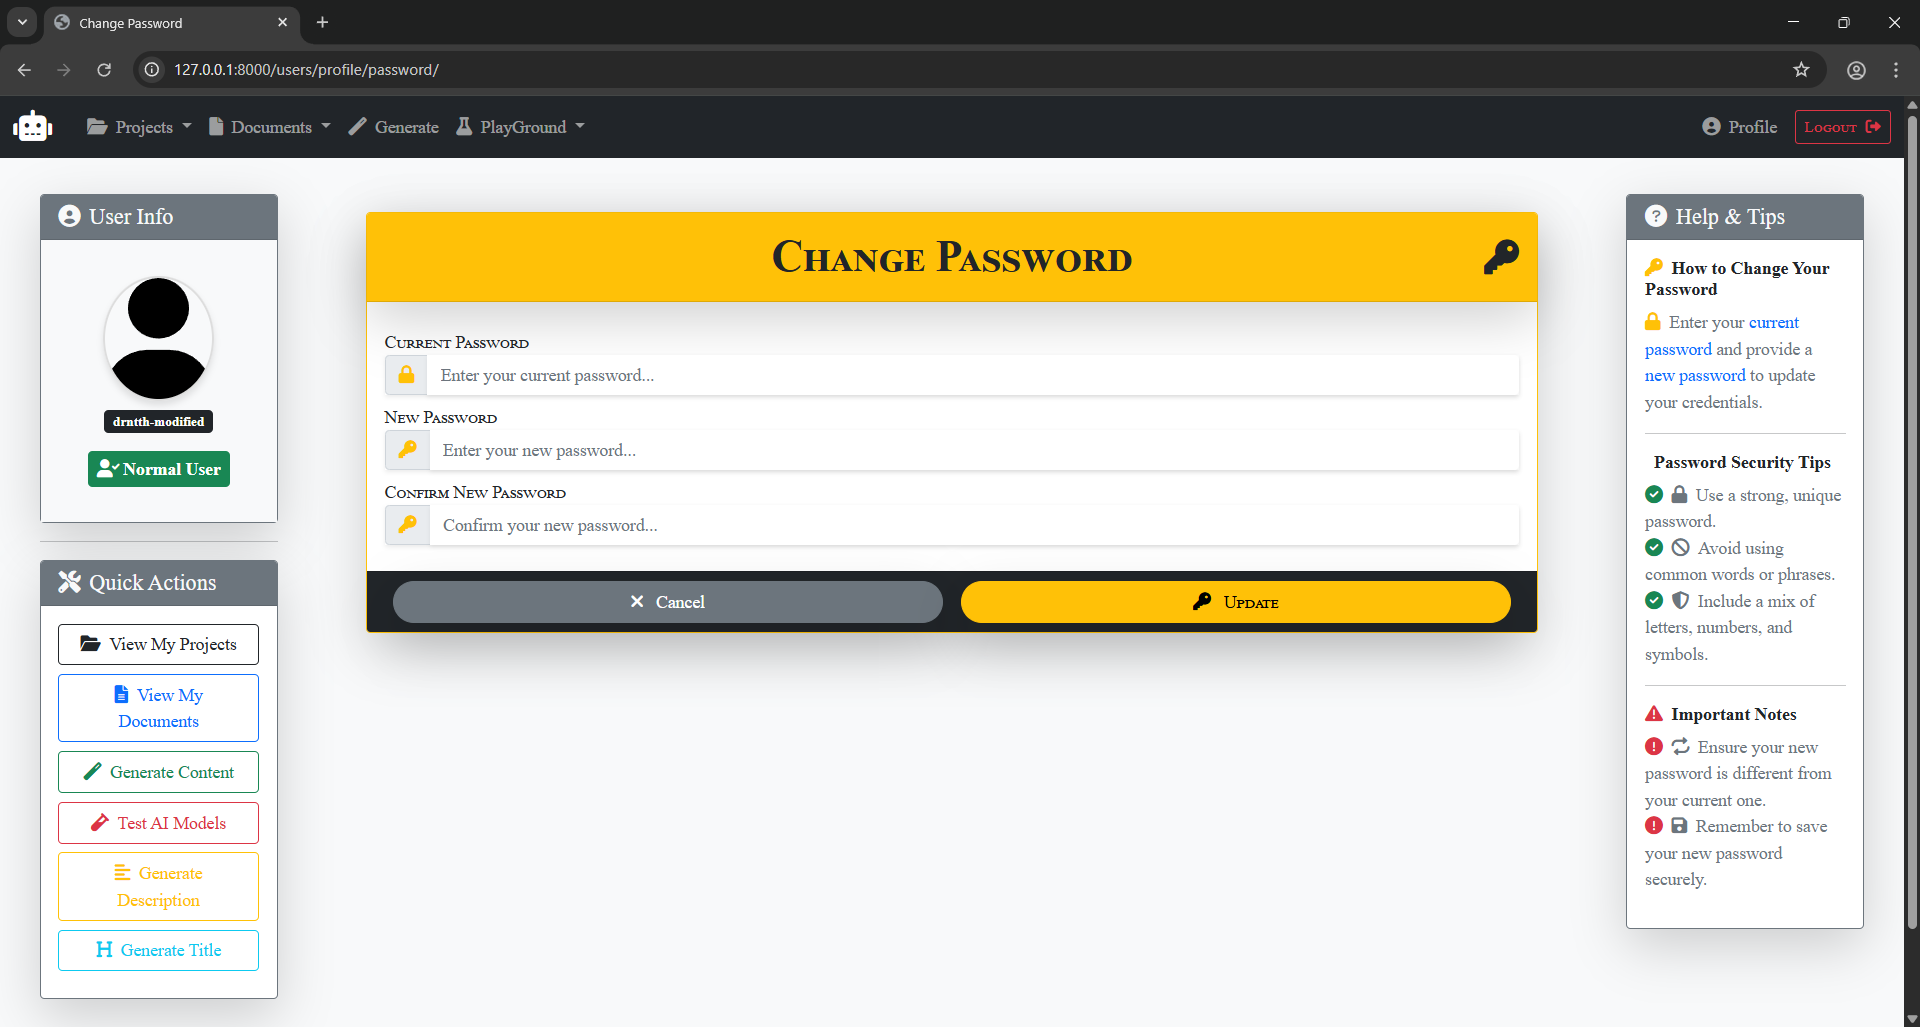 Change Password
127.0.0.1:8000/users/profile/password/
Projects Documents Generate PlayGround Profile Logout
User Info
drntth-modified
Normal User
Quick Actions
View My Projects
View My
Documents
Generate Content
Test AI Models
Generate
Description
Generate Title
Change Password
Current Password
Enter your current password...
New Password
Enter your new password...
Confirm New Password
Confirm your new password...
Cancel
Update
Help & Tips
How to Change Your
Password
Enter your current
password and provide a
new password to update
your credentials.
Password Security Tips
Use a strong, unique
password.
Avoid using
common words or phrases.
Include a mix of
letters, numbers, and
symbols.
Important Notes
Ensure your new
password is different from
your current one.
Remember to save
your new password
securely.